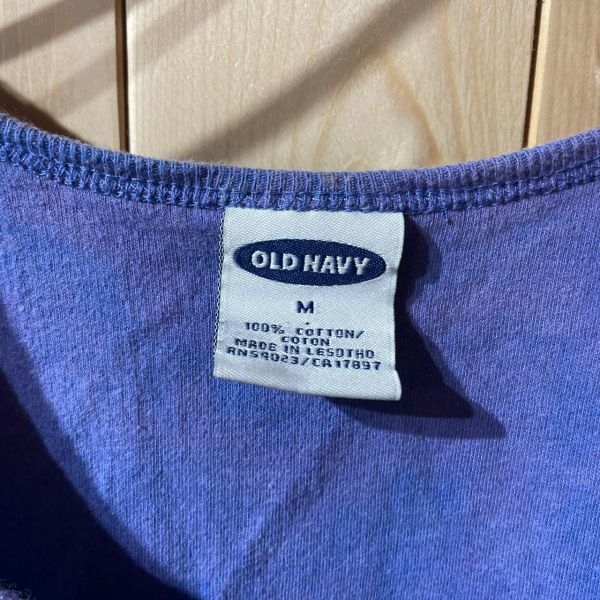 OLD NAVY
M
100% COTTON/
COTON
MADE IN LESOTHO
RN54023/CA17897